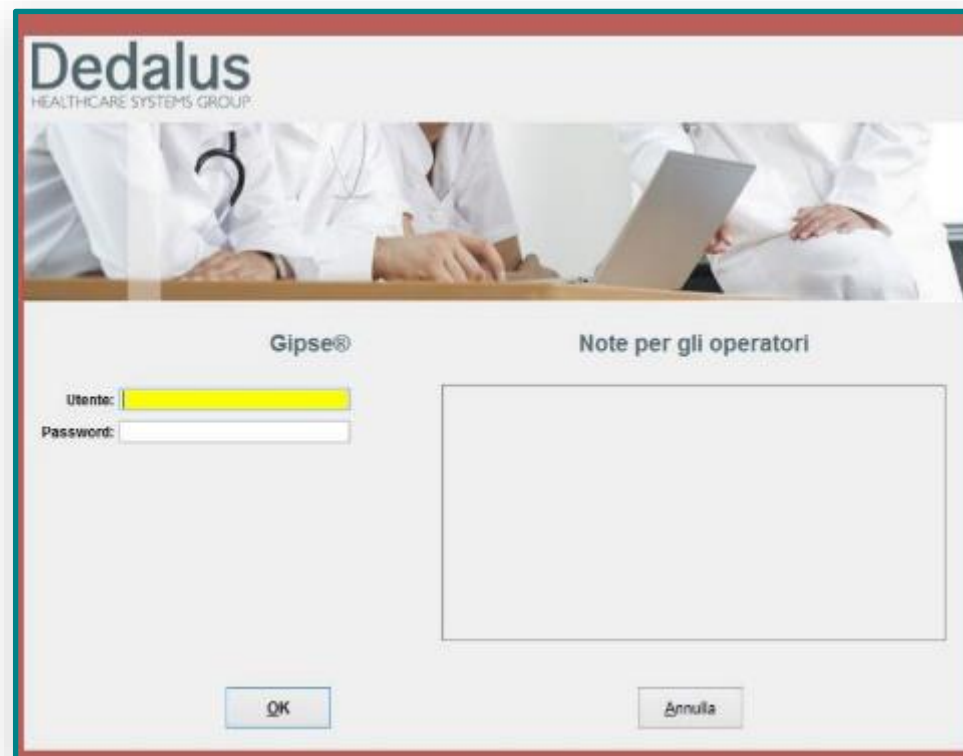 Dedalus
HEALTHCARE SYSTEMS GROUP
Gipse®
Note per gli operatori
Utente:
Password:
OK
Annulla